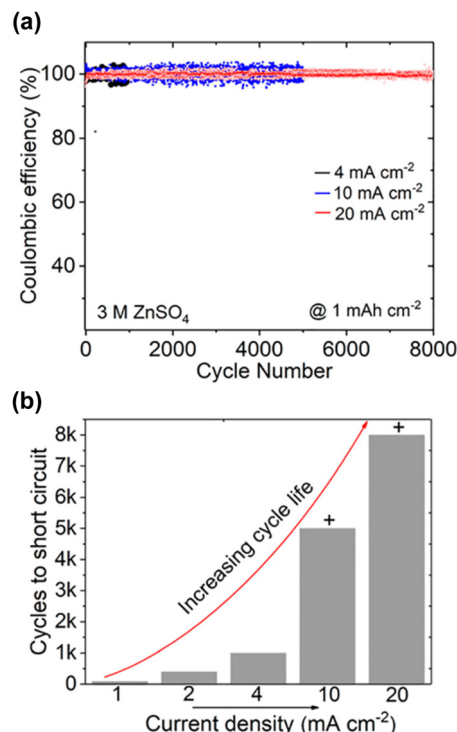 (a)
Coulombic efficiency (%)
100
80
60
40
4 mA cm⁻²
10 mA cm⁻²
20 mA cm⁻²
3 M ZnSO₄
@ 1 mAh cm⁻²
0
2000
4000
6000
8000
Cycle Number
(b)
Cycles to short circuit
8k
7k
6k
5k
4k
3k
2k
1k
0
Increasing cycle life
+
+
1
2
4
10
20
Current density (mA cm⁻²)